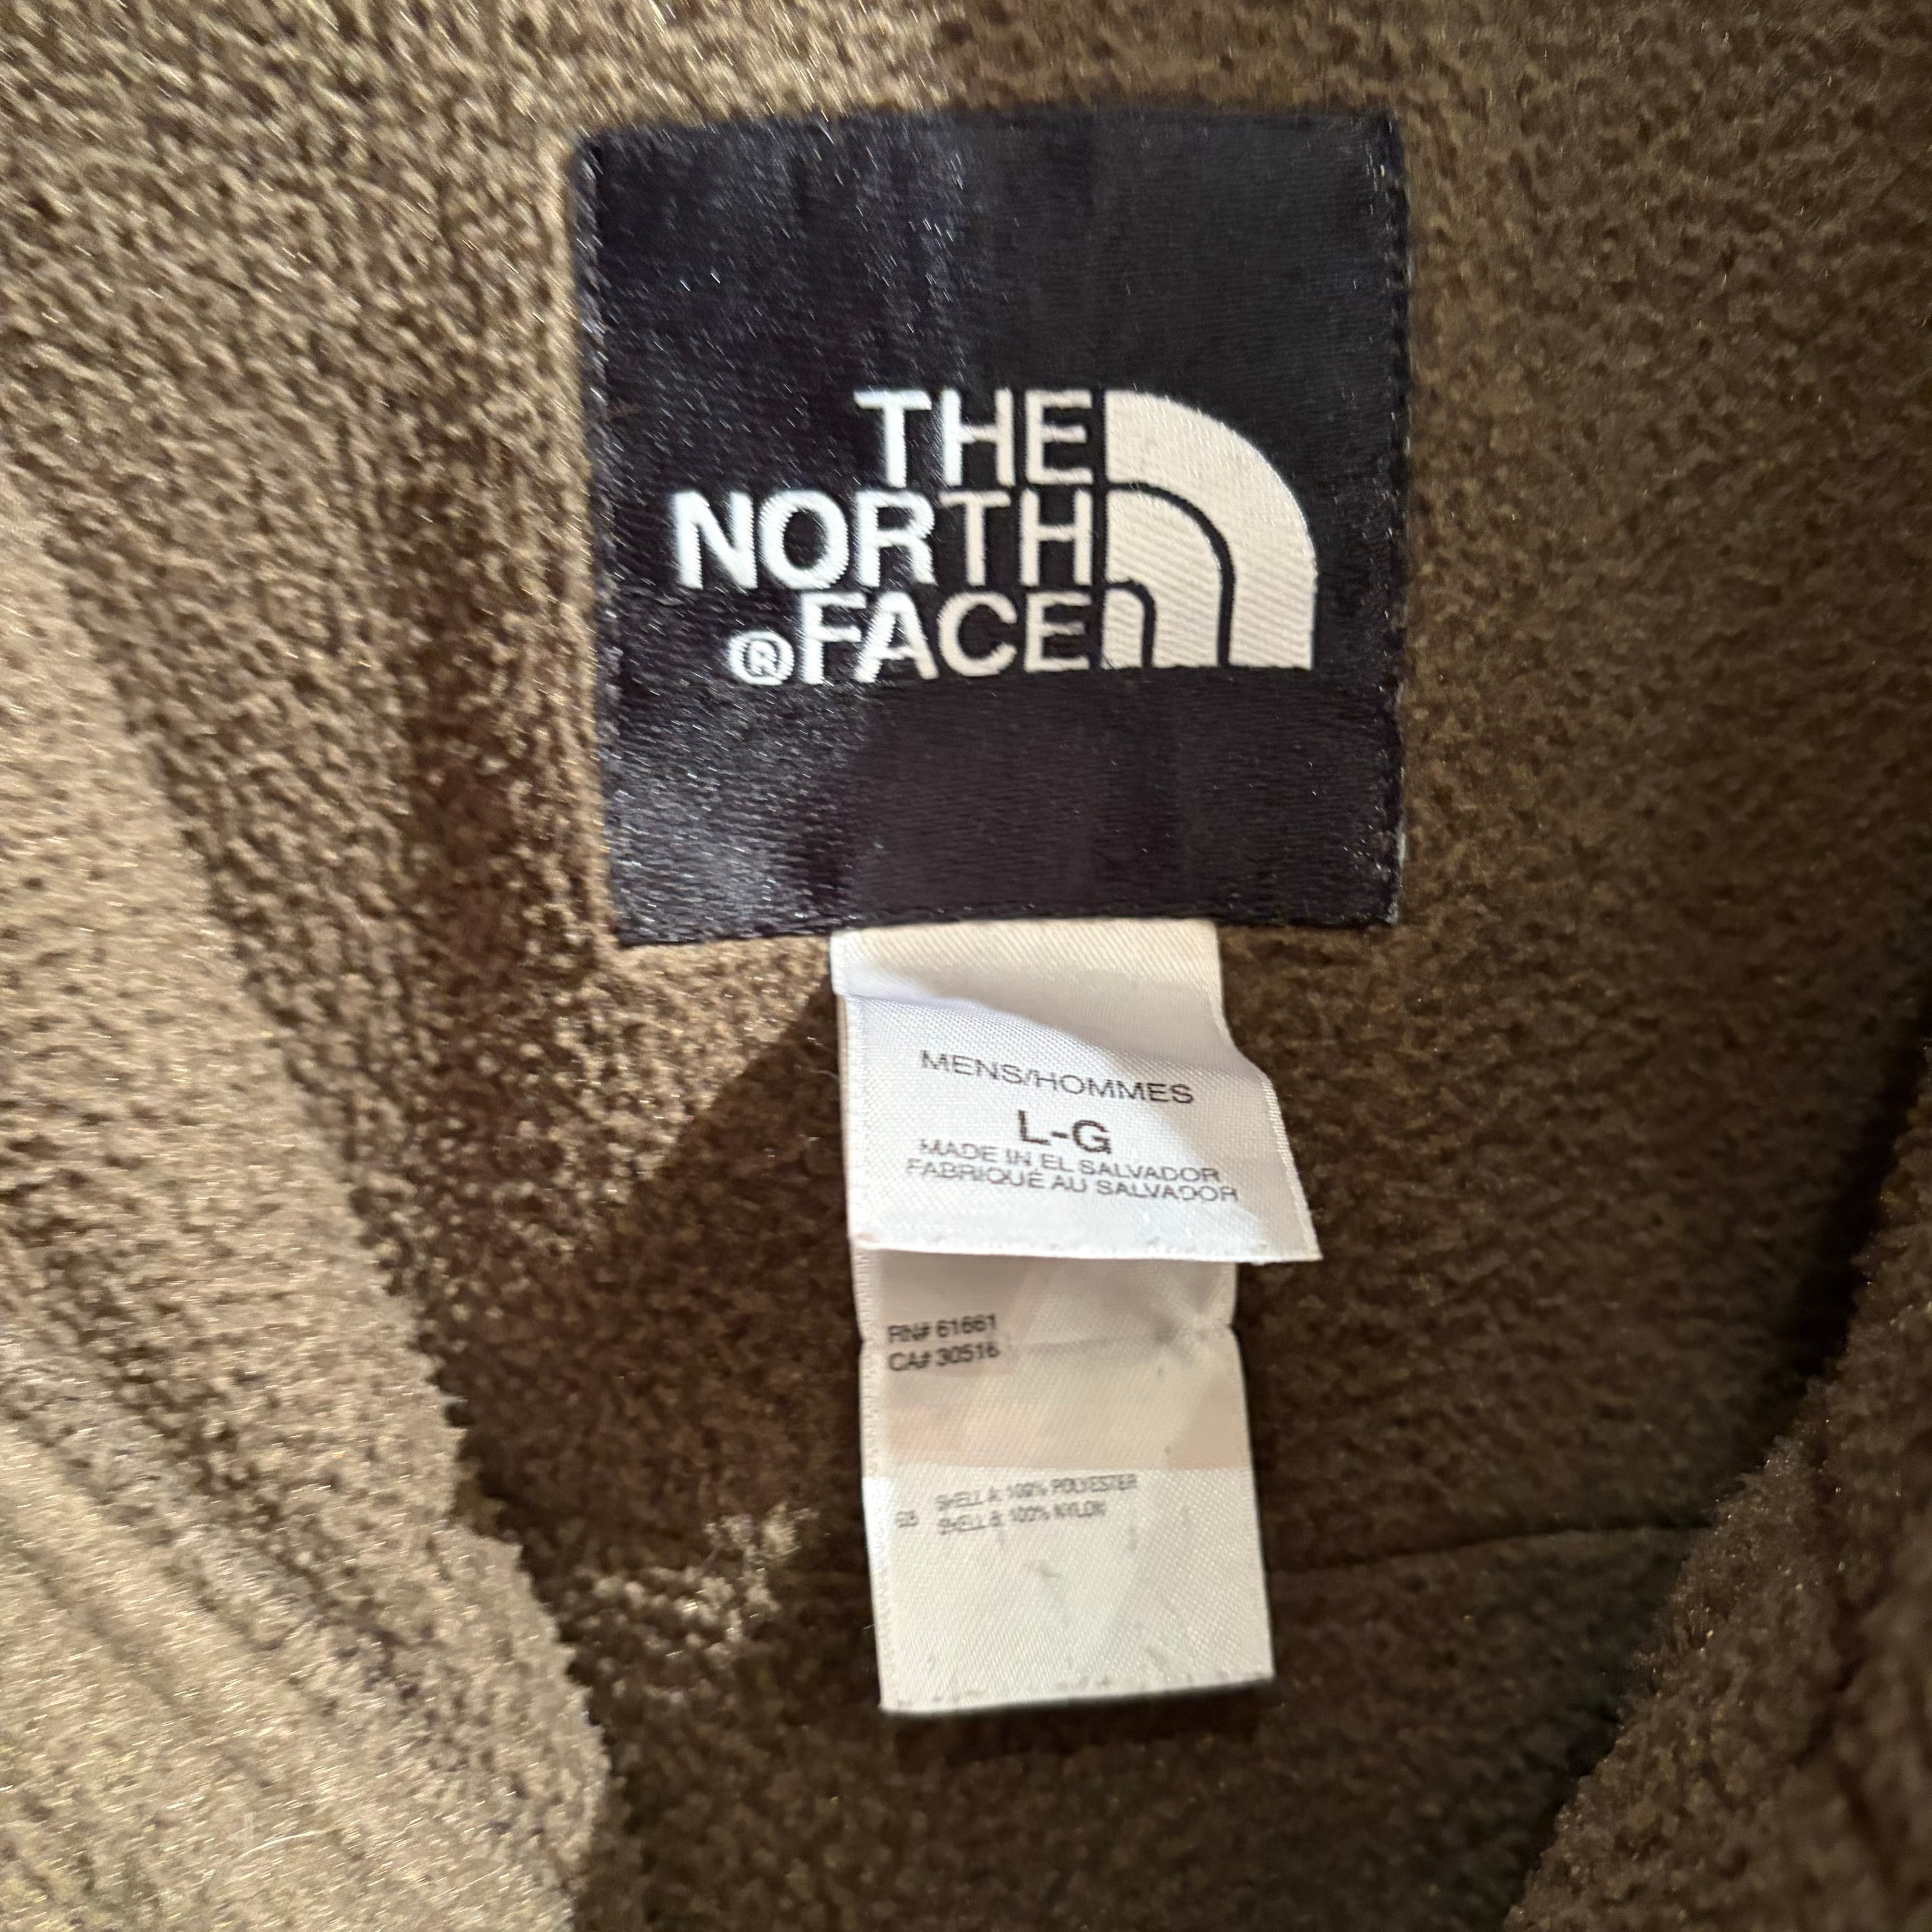 THE
NORTH
®FACE
MENS/HOMMES
L-G
MADE IN EL SALVADOR
FABRIQUÉ AU SALVADOR
RN# 61661
CA# 30516
SHELL A: 100% POLYESTER
SHELL B: 100% NYLON